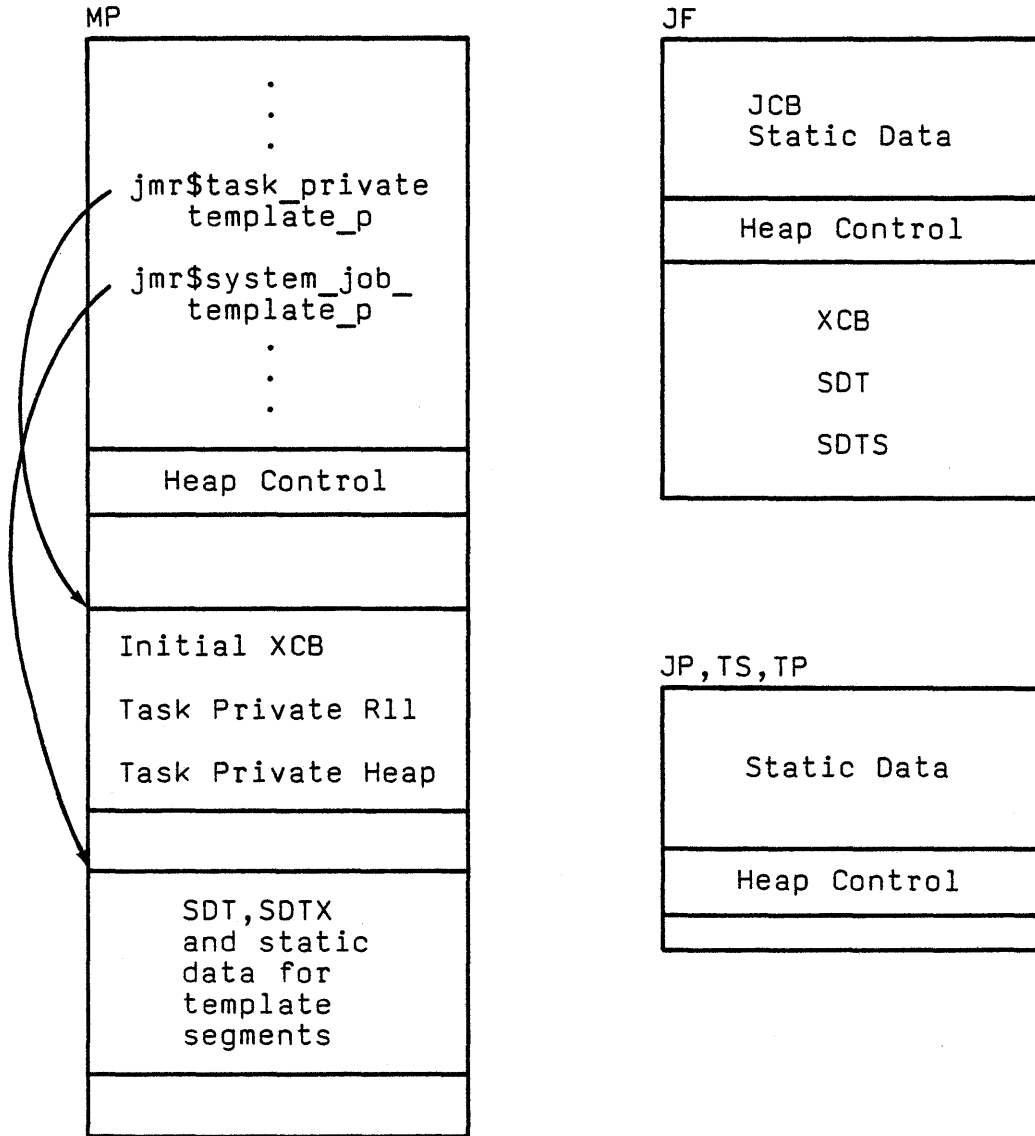 MP
.
.
.
jmr$task_private
template_p
jmr$system_job_
template_p
.
.
.
Heap Control
Initial XCB
Task Private Rll
Task Private Heap
SDT,SDTX
and static
data for
template
segments
JF
JCB
Static Data
Heap Control
XCB
SDT
SDTS
JP,TS,TP
Static Data
Heap Control